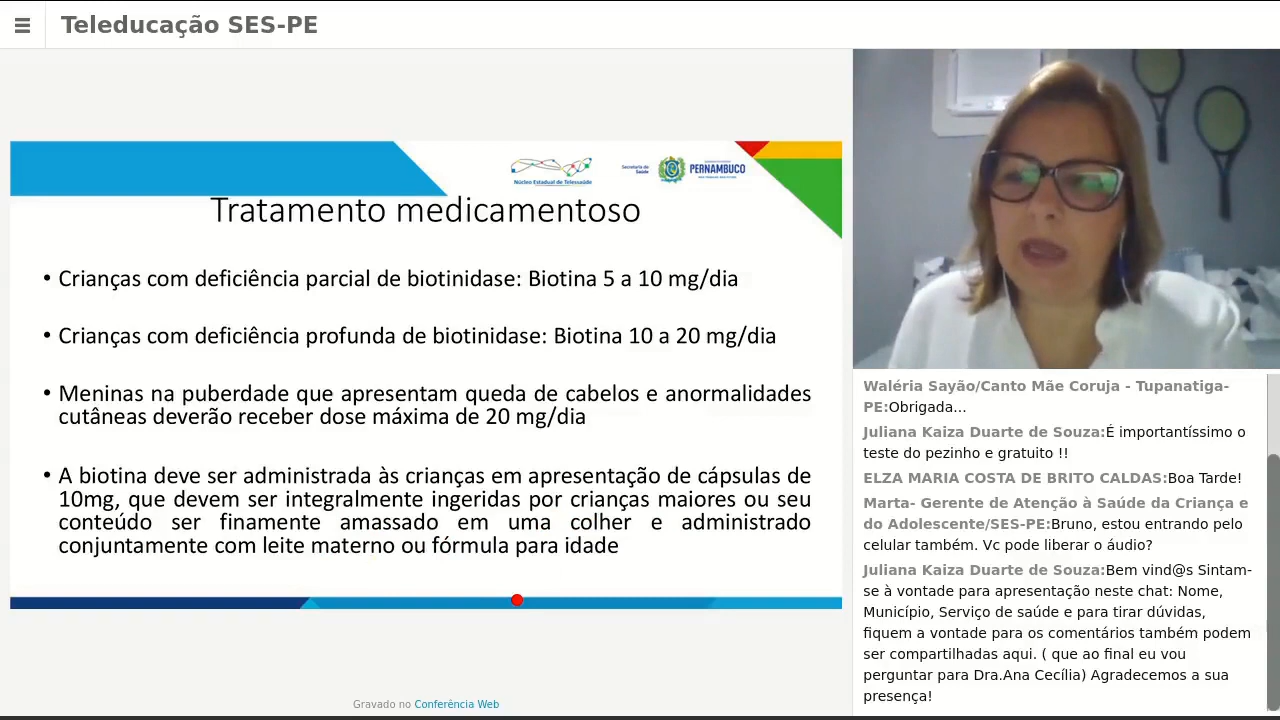 Teleducação SES-PE
Núcleo Estadual de Telessaúde
Secretaria de
Saúde
PERNAMBUCO
Tratamento medicamentoso
• Crianças com deficiência parcial de biotinidase: Biotina 5 a 10 mg/dia
• Crianças com deficiência profunda de biotinidase: Biotina 10 a 20 mg/dia
• Meninas na puberdade que apresentam queda de cabelos e anormalidades
cutâneas deverão receber dose máxima de 20 mg/dia
• A biotina deve ser administrada às crianças em apresentação de cápsulas de
10mg, que devem ser integralmente ingeridas por crianças maiores ou seu
conteúdo ser finamente amassado em uma colher e administrado
conjuntamente com leite materno ou fórmula para idade
Gravado no Conferência Web
Waléria Sayão/Canto Mãe Coruja - Tupanatiga-
PE:Obrigada...
Juliana Kaiza Duarte de Souza:É importantíssimo o
teste do pezinho e gratuito !!
ELZA MARIA COSTA DE BRITO CALDAS:Boa Tarde!
Marta- Gerente de Atenção à Saúde da Criança e
do Adolescente/SES-PE:Bruno, estou entrando pelo
celular também. Vc pode liberar o áudio?
Juliana Kaiza Duarte de Souza:Bem vind@s Sintam-
se à vontade para apresentação neste chat: Nome,
Município, Serviço de saúde e para tirar dúvidas,
fiquem a vontade para os comentários também podem
ser compartilhadas aqui. ( que ao final eu vou
perguntar para Dra.Ana Cecília) Agradecemos a sua
presença!